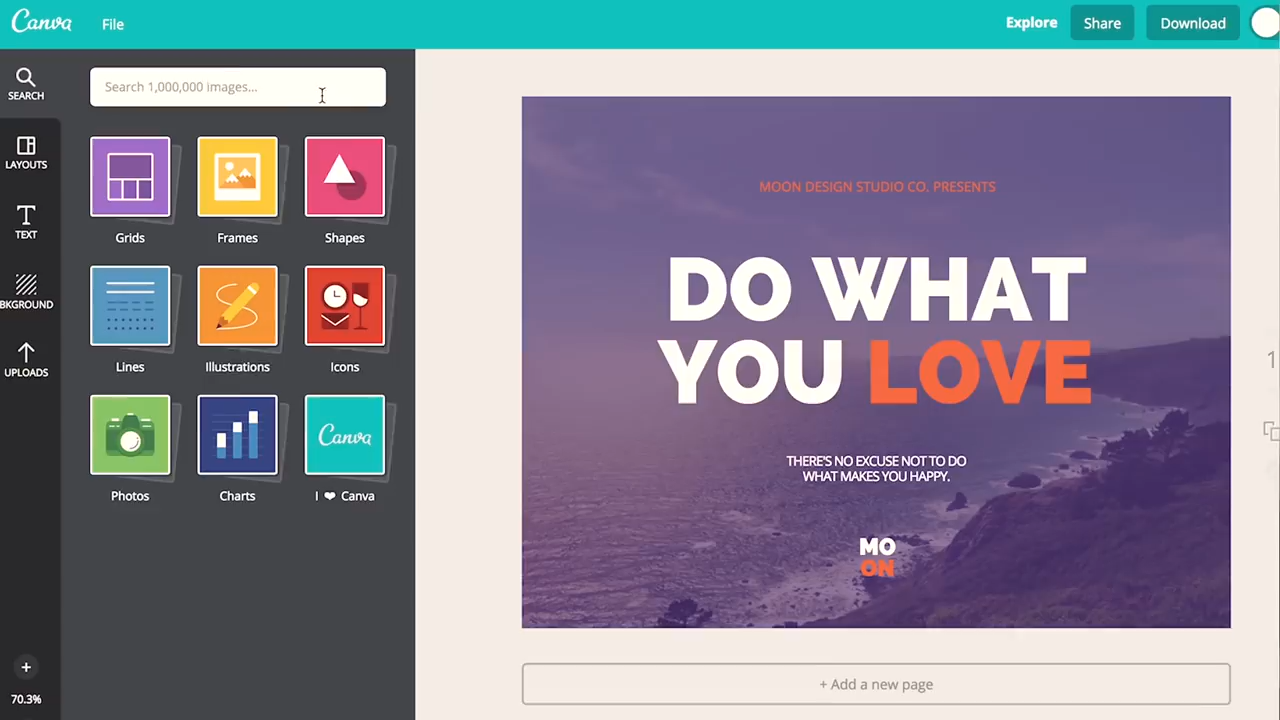 Canva
File
Explore
Share
Download
SEARCH
LAYOUTS
TEXT
BKGROUND
UPLOADS
+
70.3%
Search 1,000,000 images...
Grids
Frames
Shapes
Lines
Illustrations
Icons
Canva
Photos
Charts
I ❤ Canva
MOON DESIGN STUDIO CO. PRESENTS
DO WHAT
YOU LOVE
THERE'S NO EXCUSE NOT TO DO
WHAT MAKES YOU HAPPY.
MO
ON
1
+ Add a new page